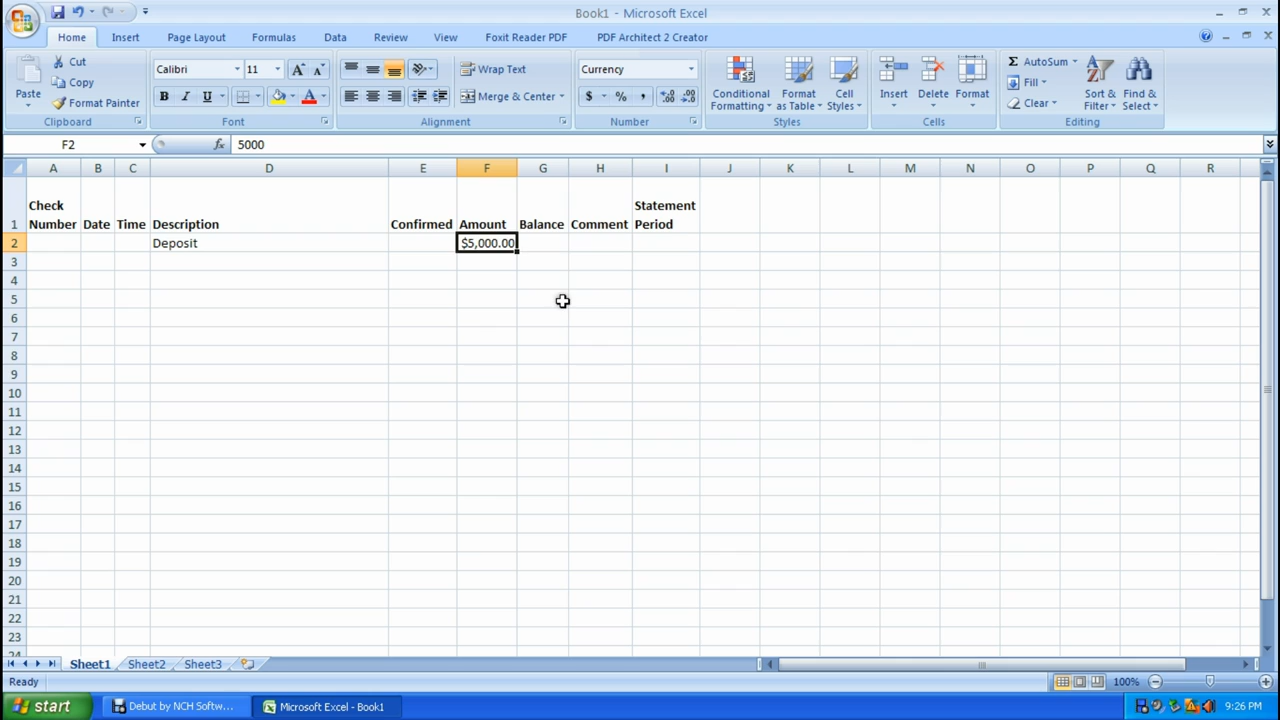 Book1 - Microsoft Excel
Home Insert Page Layout Formulas Data Review View Foxit Reader PDF PDF Architect 2 Creator
Paste
Cut
Copy
Format Painter
Clipboard
Calibri 11
B I U
Font
Wrap Text
Merge & Center
Alignment
Currency
$ % ,
Number
Conditional Formatting
Format as Table
Cell Styles
Styles
Insert Delete Format
Cells
Σ AutoSum
Fill
Clear
Sort & Filter
Find & Select
Editing
F2 fx 5000
A B C D E F G H I J K L M N O P Q R
1 Check Number Date Time Description Confirmed Amount Balance Comment Statement Period
2 Deposit $5,000.00
3
4
5
6
7
8
9
10
11
12
13
14
15
16
17
18
19
20
21
22
23
24
Sheet1 Sheet2 Sheet3
Ready 100%
start Debut by NCH Softw... Microsoft Excel - Book1 9:26 PM